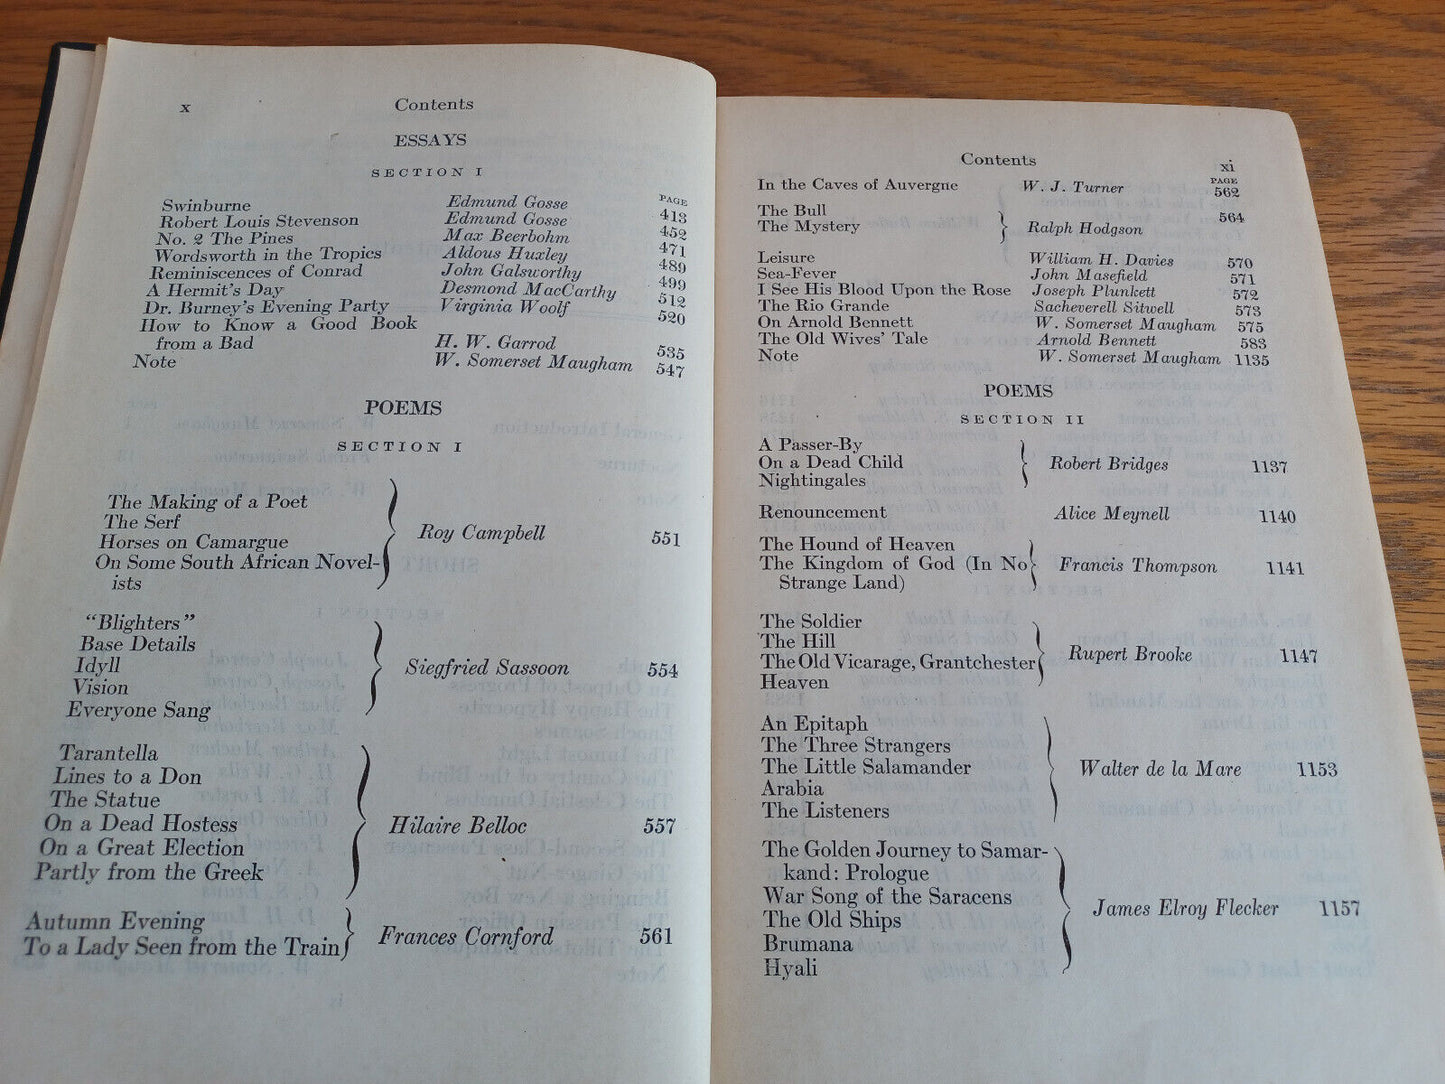 x Contents
ESSAYS
SECTION I
PAGE
Swinburne Edmund Gosse 413
Robert Louis Stevenson Edmund Gosse 452
No. 2 The Pines Max Beerbohm 471
Wordsworth in the Tropics Aldous Huxley 489
Reminiscences of Conrad John Galsworthy 499
A Hermit's Day Desmond MacCarthy 512
Dr. Burney's Evening Party Virginia Woolf 520
How to Know a Good Book
from a Bad H. W. Garrod 535
Note W. Somerset Maugham 547
POEMS
SECTION I
The Making of a Poet
The Serf
Horses on Camargue Roy Campbell 551
On Some South African Novel-
ists
"Blighters"
Base Details
Idyll Siegfried Sassoon 554
Vision
Everyone Sang
Tarantella
Lines to a Don
The Statue
On a Dead Hostess Hilaire Belloc 557
On a Great Election
Partly from the Greek
Autumn Evening
To a Lady Seen from the Train Frances Cornford 561
Contents xi
PAGE
In the Caves of Auvergne W. J. Turner 562
The Bull 564
The Mystery Ralph Hodgson
Leisure William H. Davies 570
Sea-Fever John Masefield 571
I See His Blood Upon the Rose Joseph Plunkett 572
The Rio Grande Sacheverell Sitwell 573
On Arnold Bennett W. Somerset Maugham 575
The Old Wives' Tale Arnold Bennett 583
Note W. Somerset Maugham 1135
POEMS
SECTION II
A Passer-By
On a Dead Child Robert Bridges 1137
Nightingales
Renouncement Alice Meynell 1140
The Hound of Heaven
The Kingdom of God (In No Francis Thompson 1141
Strange Land)
The Soldier
The Hill
The Old Vicarage, Grantchester Rupert Brooke 1147
Heaven
An Epitaph
The Three Strangers
The Little Salamander Walter de la Mare 1153
Arabia
The Listeners
The Golden Journey to Samar-
kand: Prologue
War Song of the Saracens
The Old Ships James Elroy Flecker 1157
Brumana
Hyali